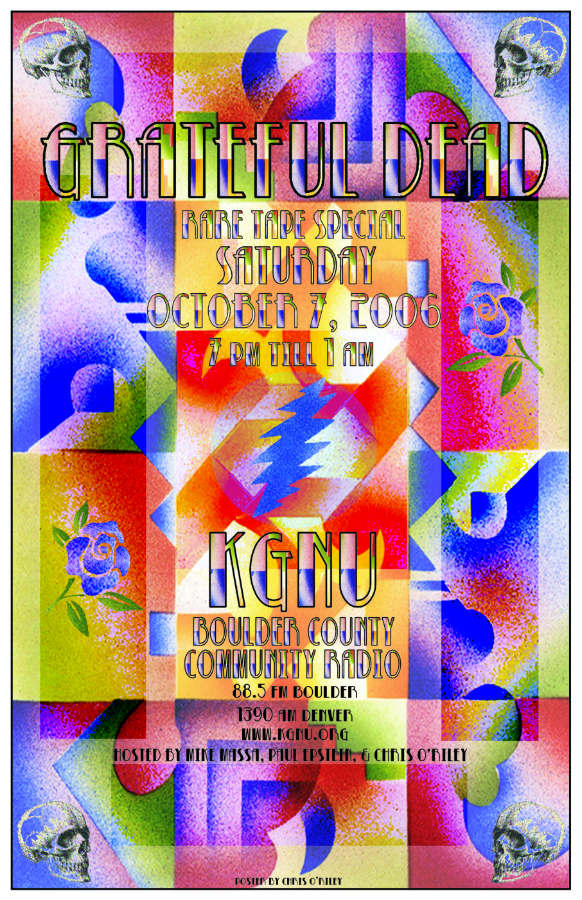 GRATEFUL DEAD
RARE TAPE SPECIAL
SATURDAY
OCTOBER 7, 2006
7 PM TILL 1 AM
KGNU
BOULDER COUNTY
COMMUNITY RADIO
88.5 FM BOULDER
1390 AM DENVER
WWW.KGNU.ORG
HOSTED BY MIKE MASSA, PAUL EPSTEIN, & CHRIS O'RILEY
POSTER BY CHRIS O'RILEY